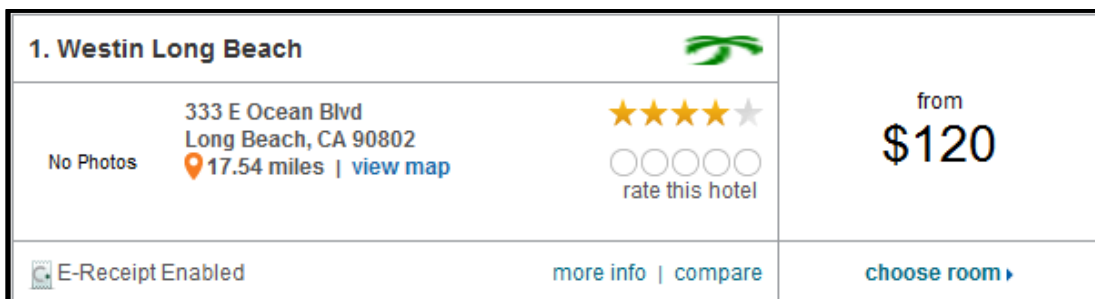 1. Westin Long Beach
No Photos
333 E Ocean Blvd
Long Beach, CA 90802
17.54 miles | view map
rate this hotel
from
$120
E-Receipt Enabled
more info | compare
choose room